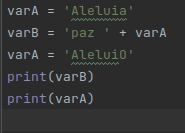 varA = 'Aleluia'
varB = 'paz ' + varA
varA = 'AleluiO'
print(varB)
print(varA)